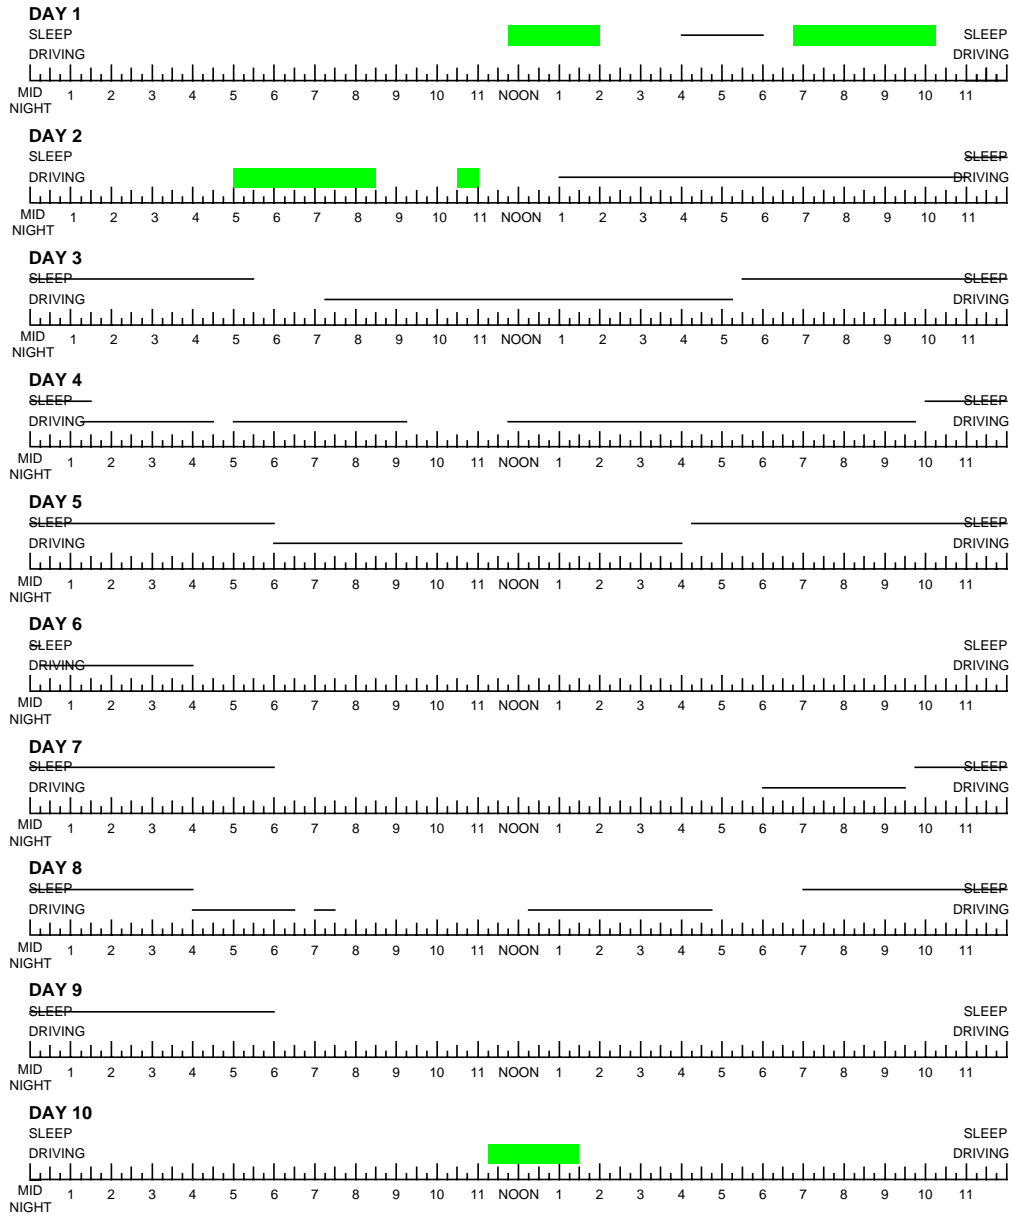 DAY 1
SLEEP SLEEP
DRIVING DRIVING
MID NIGHT 1 2 3 4 5 6 7 8 9 10 11 NOON 1 2 3 4 5 6 7 8 9 10 11
DAY 2
SLEEP SLEEP
DRIVING DRIVING
MID NIGHT 1 2 3 4 5 6 7 8 9 10 11 NOON 1 2 3 4 5 6 7 8 9 10 11
DAY 3
SLEEP SLEEP
DRIVING DRIVING
MID NIGHT 1 2 3 4 5 6 7 8 9 10 11 NOON 1 2 3 4 5 6 7 8 9 10 11
DAY 4
SLEEP SLEEP
DRIVING DRIVING
MID NIGHT 1 2 3 4 5 6 7 8 9 10 11 NOON 1 2 3 4 5 6 7 8 9 10 11
DAY 5
SLEEP SLEEP
DRIVING DRIVING
MID NIGHT 1 2 3 4 5 6 7 8 9 10 11 NOON 1 2 3 4 5 6 7 8 9 10 11
DAY 6
SLEEP SLEEP
DRIVING DRIVING
MID NIGHT 1 2 3 4 5 6 7 8 9 10 11 NOON 1 2 3 4 5 6 7 8 9 10 11
DAY 7
SLEEP SLEEP
DRIVING DRIVING
MID NIGHT 1 2 3 4 5 6 7 8 9 10 11 NOON 1 2 3 4 5 6 7 8 9 10 11
DAY 8
SLEEP SLEEP
DRIVING DRIVING
MID NIGHT 1 2 3 4 5 6 7 8 9 10 11 NOON 1 2 3 4 5 6 7 8 9 10 11
DAY 9
SLEEP SLEEP
DRIVING DRIVING
MID NIGHT 1 2 3 4 5 6 7 8 9 10 11 NOON 1 2 3 4 5 6 7 8 9 10 11
DAY 10
SLEEP SLEEP
DRIVING DRIVING
MID NIGHT 1 2 3 4 5 6 7 8 9 10 11 NOON 1 2 3 4 5 6 7 8 9 10 11